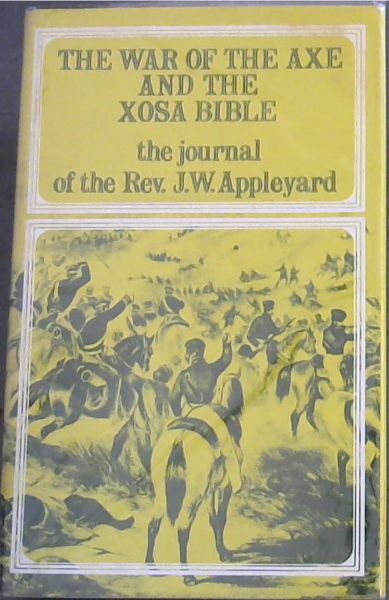 THE WAR OF THE AXE
AND THE
XOSA BIBLE
the journal
of the Rev. J.W. Appleyard